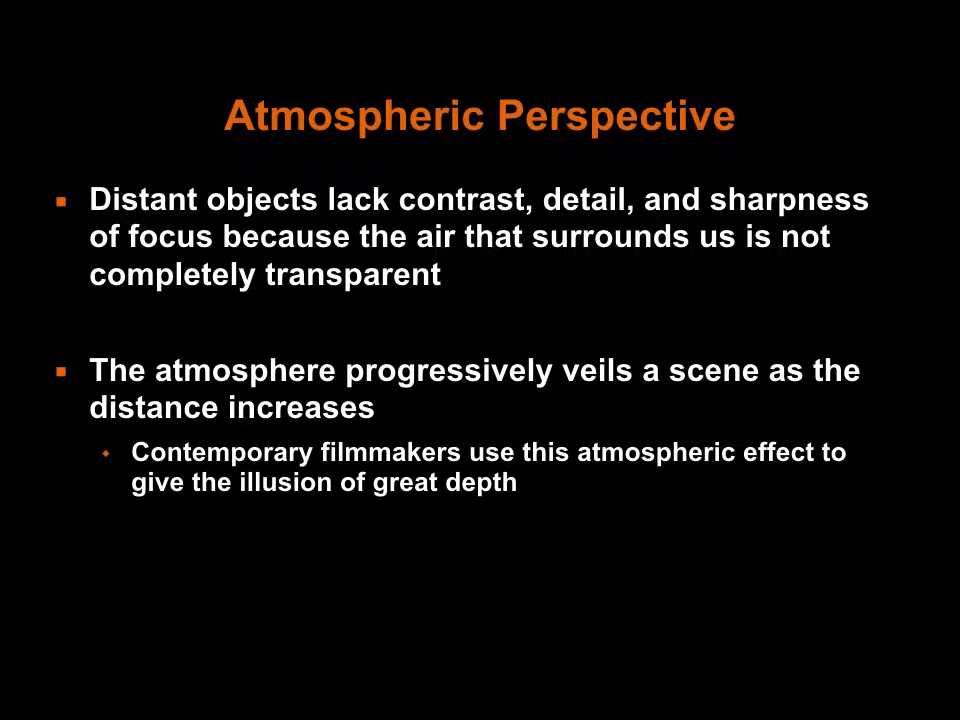 Atmospheric Perspective
Distant objects lack contrast, detail, and sharpness
of focus because the air that surrounds us is not
completely transparent
The atmosphere progressively veils a scene as the
distance increases
Contemporary filmmakers use this atmospheric effect to
give the illusion of great depth